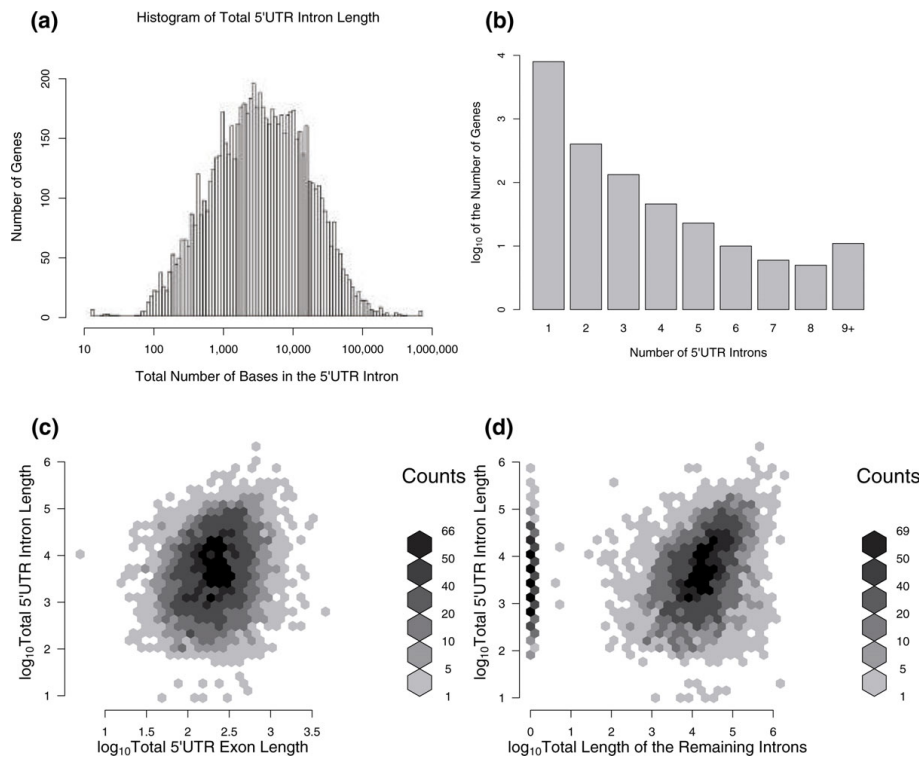 (a)
Histogram of Total 5'UTR Intron Length
Number of Genes
200
150
100
50
0
10 100 1,000 10,000 100,000 1,000,000
Total Number of Bases in the 5'UTR Intron
(b)
log10 of the Number of Genes
4
3
2
1
0
1 2 3 4 5 6 7 8 9+
Number of 5'UTR Introns
(c)
log10Total 5'UTR Intron Length
6
5
4
3
2
1
1 1.5 2 2.5 3 3.5
log10Total 5'UTR Exon Length
Counts
66
50
40
20
10
5
1
(d)
log10Total 5'UTR Intron Length
6
5
4
3
2
1
0 1 2 3 4 5 6
log10Total Length of the Remaining Introns
Counts
69
50
40
20
10
5
1